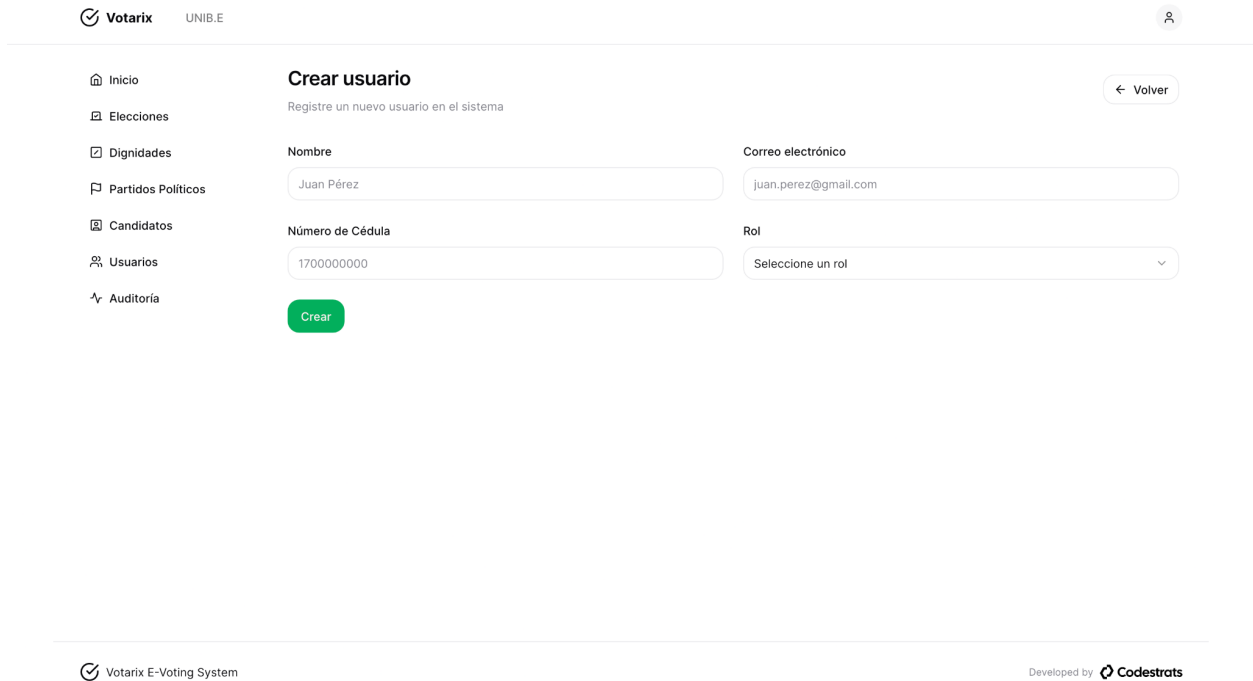 Votarix
UNIB.E
Inicio
Elecciones
Dignidades
Partidos Políticos
Candidatos
Usuarios
Auditoría
Crear usuario
Registre un nuevo usuario en el sistema
Volver
Nombre
Juan Pérez
Correo electrónico
juan.perez@gmail.com
Número de Cédula
1700000000
Rol
Seleccione un rol
Crear
Votarix E-Voting System
Developed by Codestrats